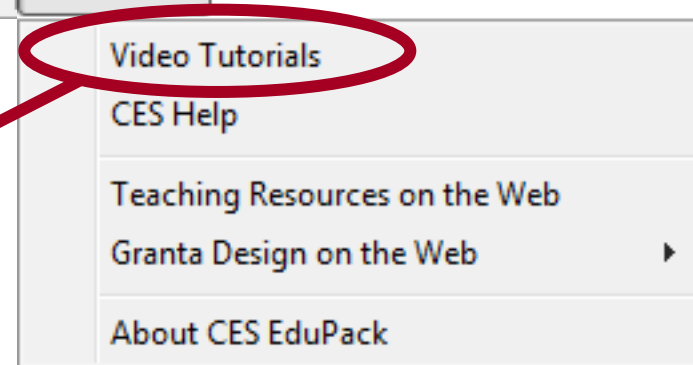 Video Tutorials
CES Help
Teaching Resources on the Web
Granta Design on the Web
About CES EduPack